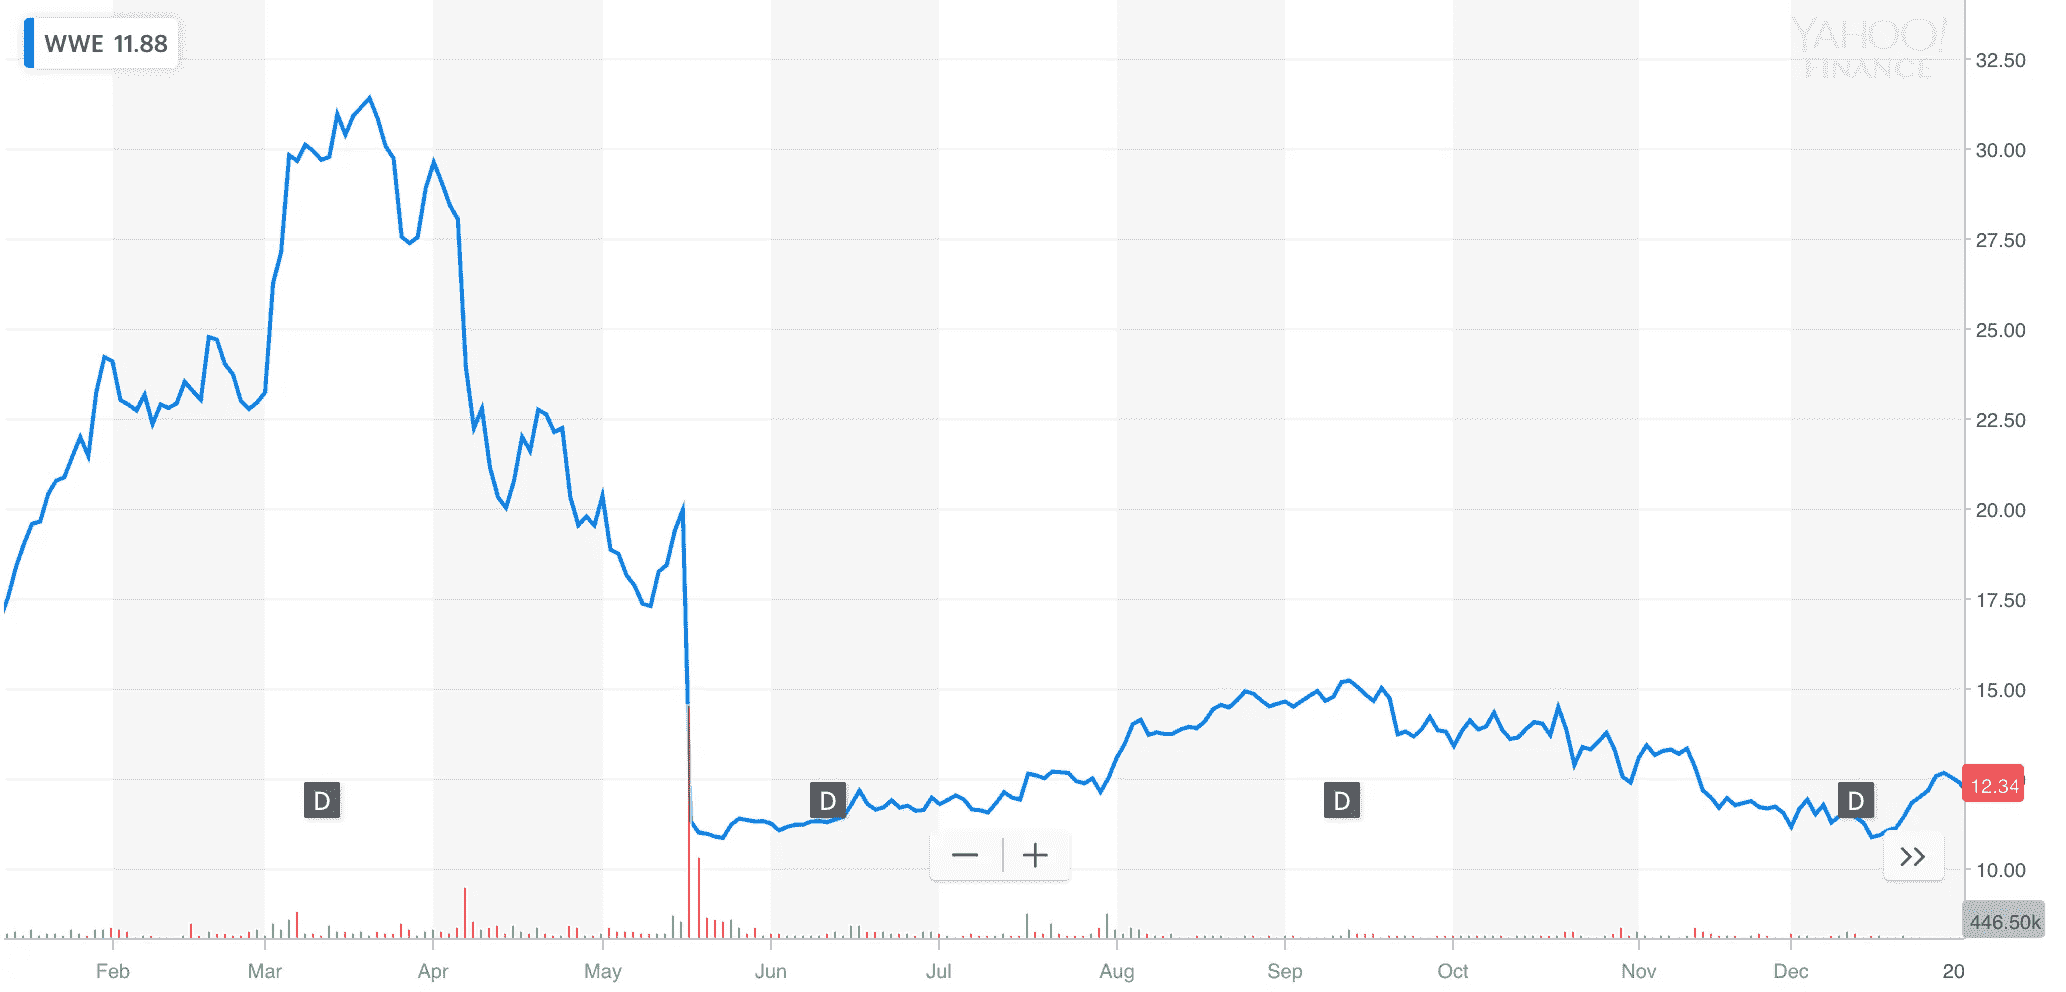 WWE 11.88
YAHOO!
FINANCE
32.50
30.00
27.50
25.00
22.50
20.00
17.50
15.00
12.34
10.00
446.50k
D
D
D
D
− +
>>
Feb Mar Apr May Jun Jul Aug Sep Oct Nov Dec 20